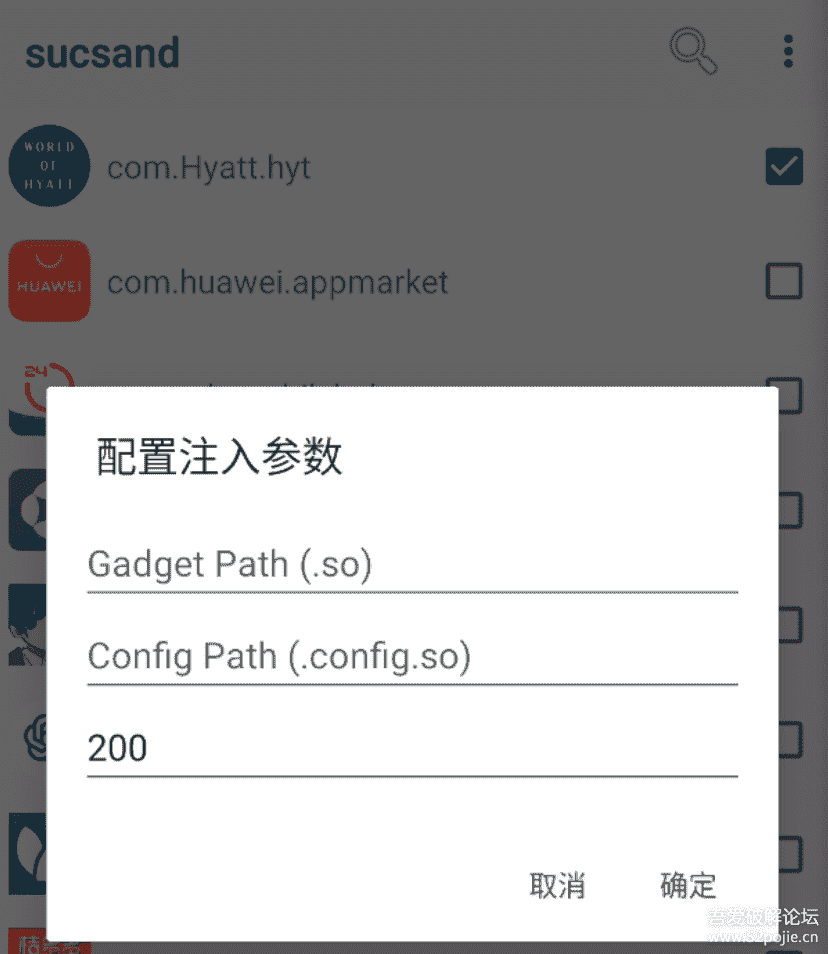 sucsand
WORLD
OF
HYATT
com.Hyatt.hyt
HUAWEI
com.huawei.appmarket
24
配置注入参数
Gadget Path (.so)
Config Path (.config.so)
200
取消
确定
吾爱破解论坛
www.52pojie.cn